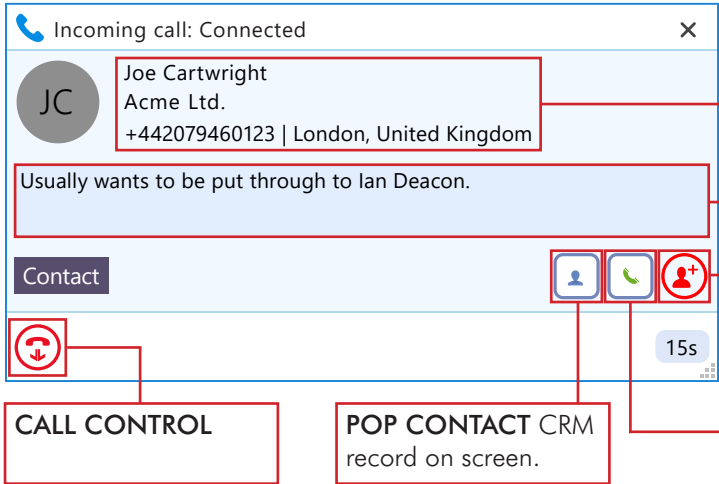 Incoming call: Connected
JC
Joe Cartwright
Acme Ltd.
+442079460123 | London, United Kingdom
Usually wants to be put through to Ian Deacon.
Contact
15s
CALL CONTROL
POP CONTACT CRM
record on screen.